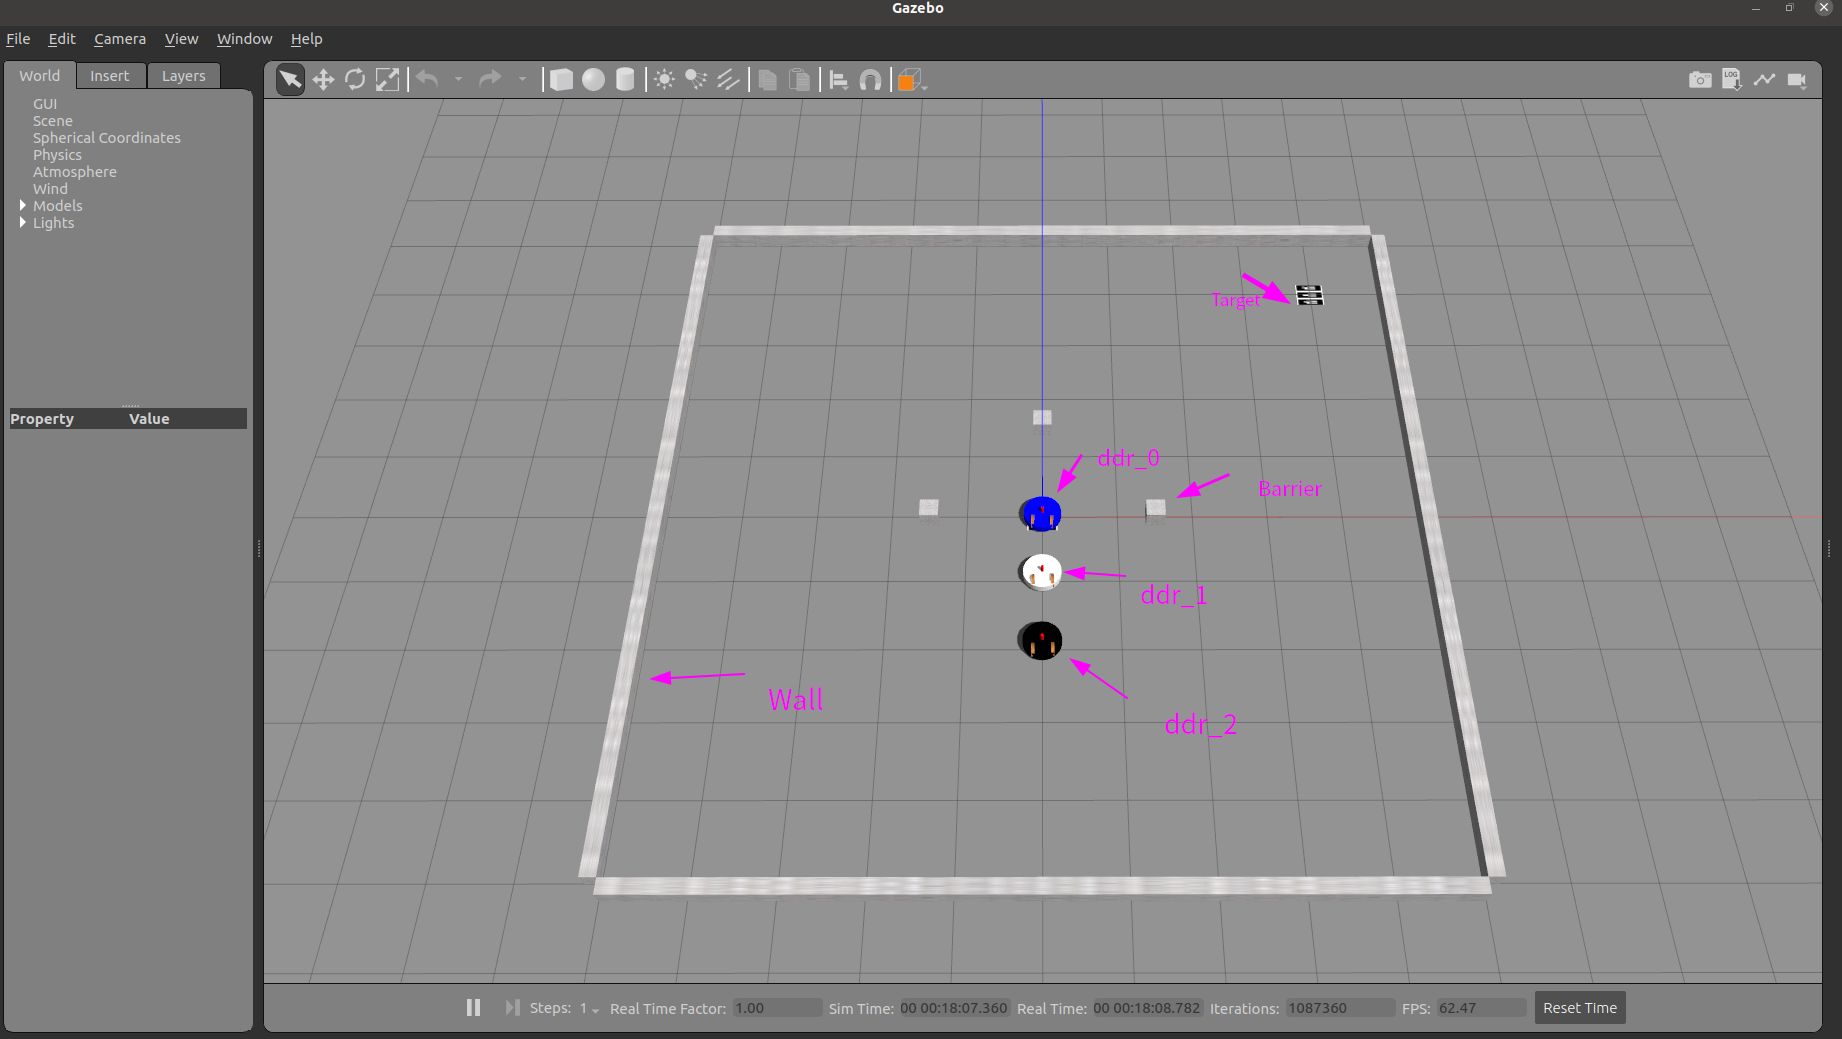 Gazebo
File Edit Camera View Window Help
World Insert Layers
GUI
Scene
Spherical Coordinates
Physics
Atmosphere
Wind
Models
Lights
Property Value
LOG
Target
ddr_0
Barrier
ddr_1
Wall
ddr_2
Steps: 1 Real Time Factor: 1.00 Sim Time: 00 00:18:07.360 Real Time: 00 00:18:08.782 Iterations: 1087360 FPS: 62.47 Reset Time